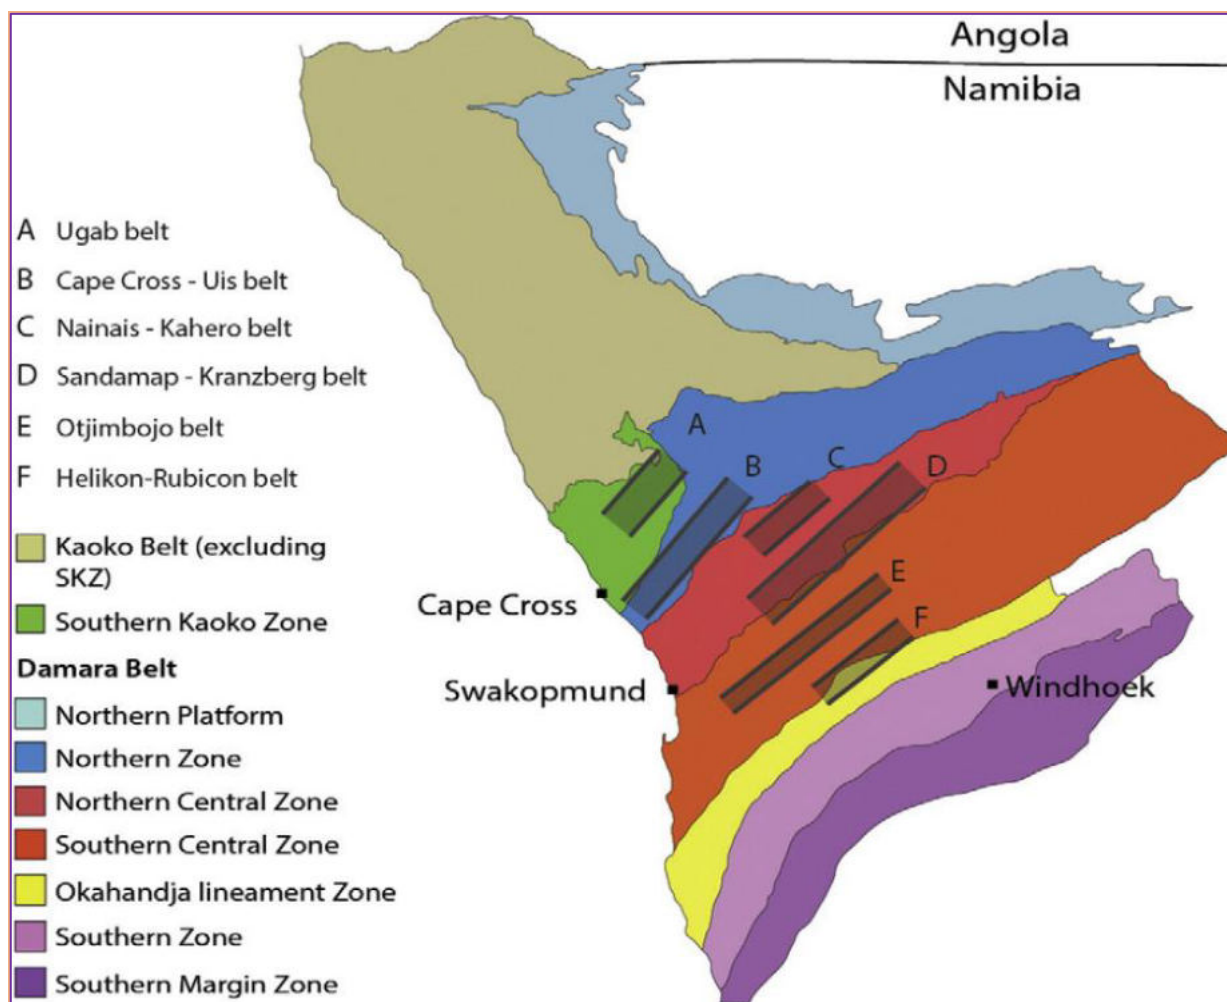 Angola
Namibia
A Ugab belt
B Cape Cross - Uis belt
C Nainais - Kahero belt
D Sandamap - Kranzberg belt
E Otjimbojo belt
F Helikon-Rubicon belt
Kaoko Belt (excluding
SKZ)
Southern Kaoko Zone
Damara Belt
Northern Platform
Northern Zone
Northern Central Zone
Southern Central Zone
Okahandja lineament Zone
Southern Zone
Southern Margin Zone
A
B
C
D
E
F
Cape Cross
Swakopmund
Windhoek